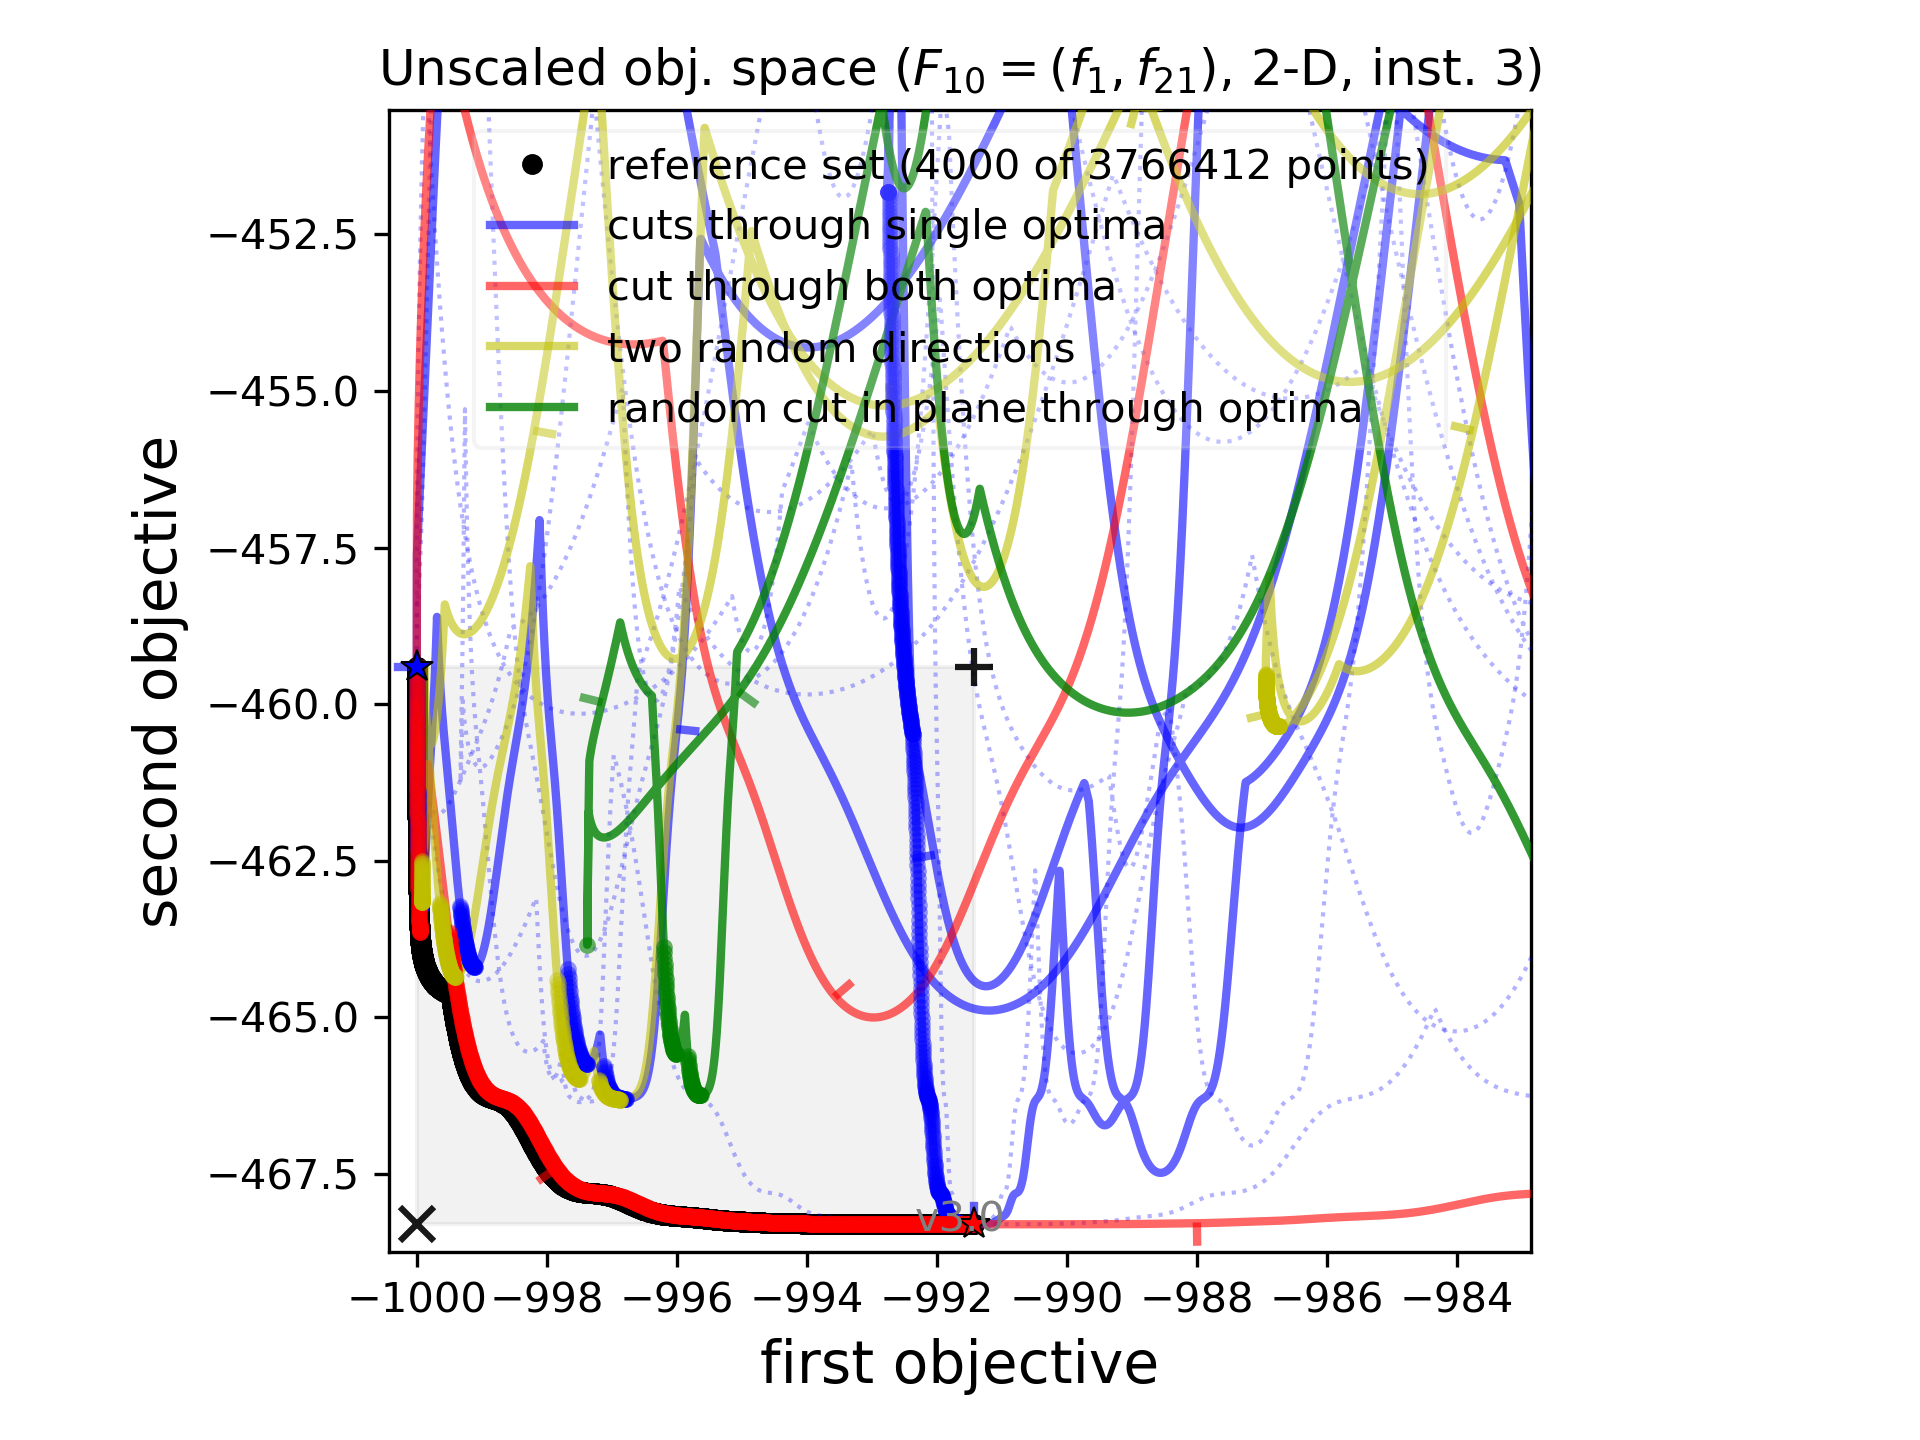 Unscaled obj. space (F₁₀ = (f₁, f₂₁), 2-D, inst. 3)
reference set (4000 of 3766412 points)
cuts through single optima
cut through both optima
two random directions
random cut in plane through optima
second objective
−452.5
−455.0
−457.5
−460.0
−462.5
−465.0
−467.5
v3.0
−1000 −998 −996 −994 −992 −990 −988 −986 −984
first objective